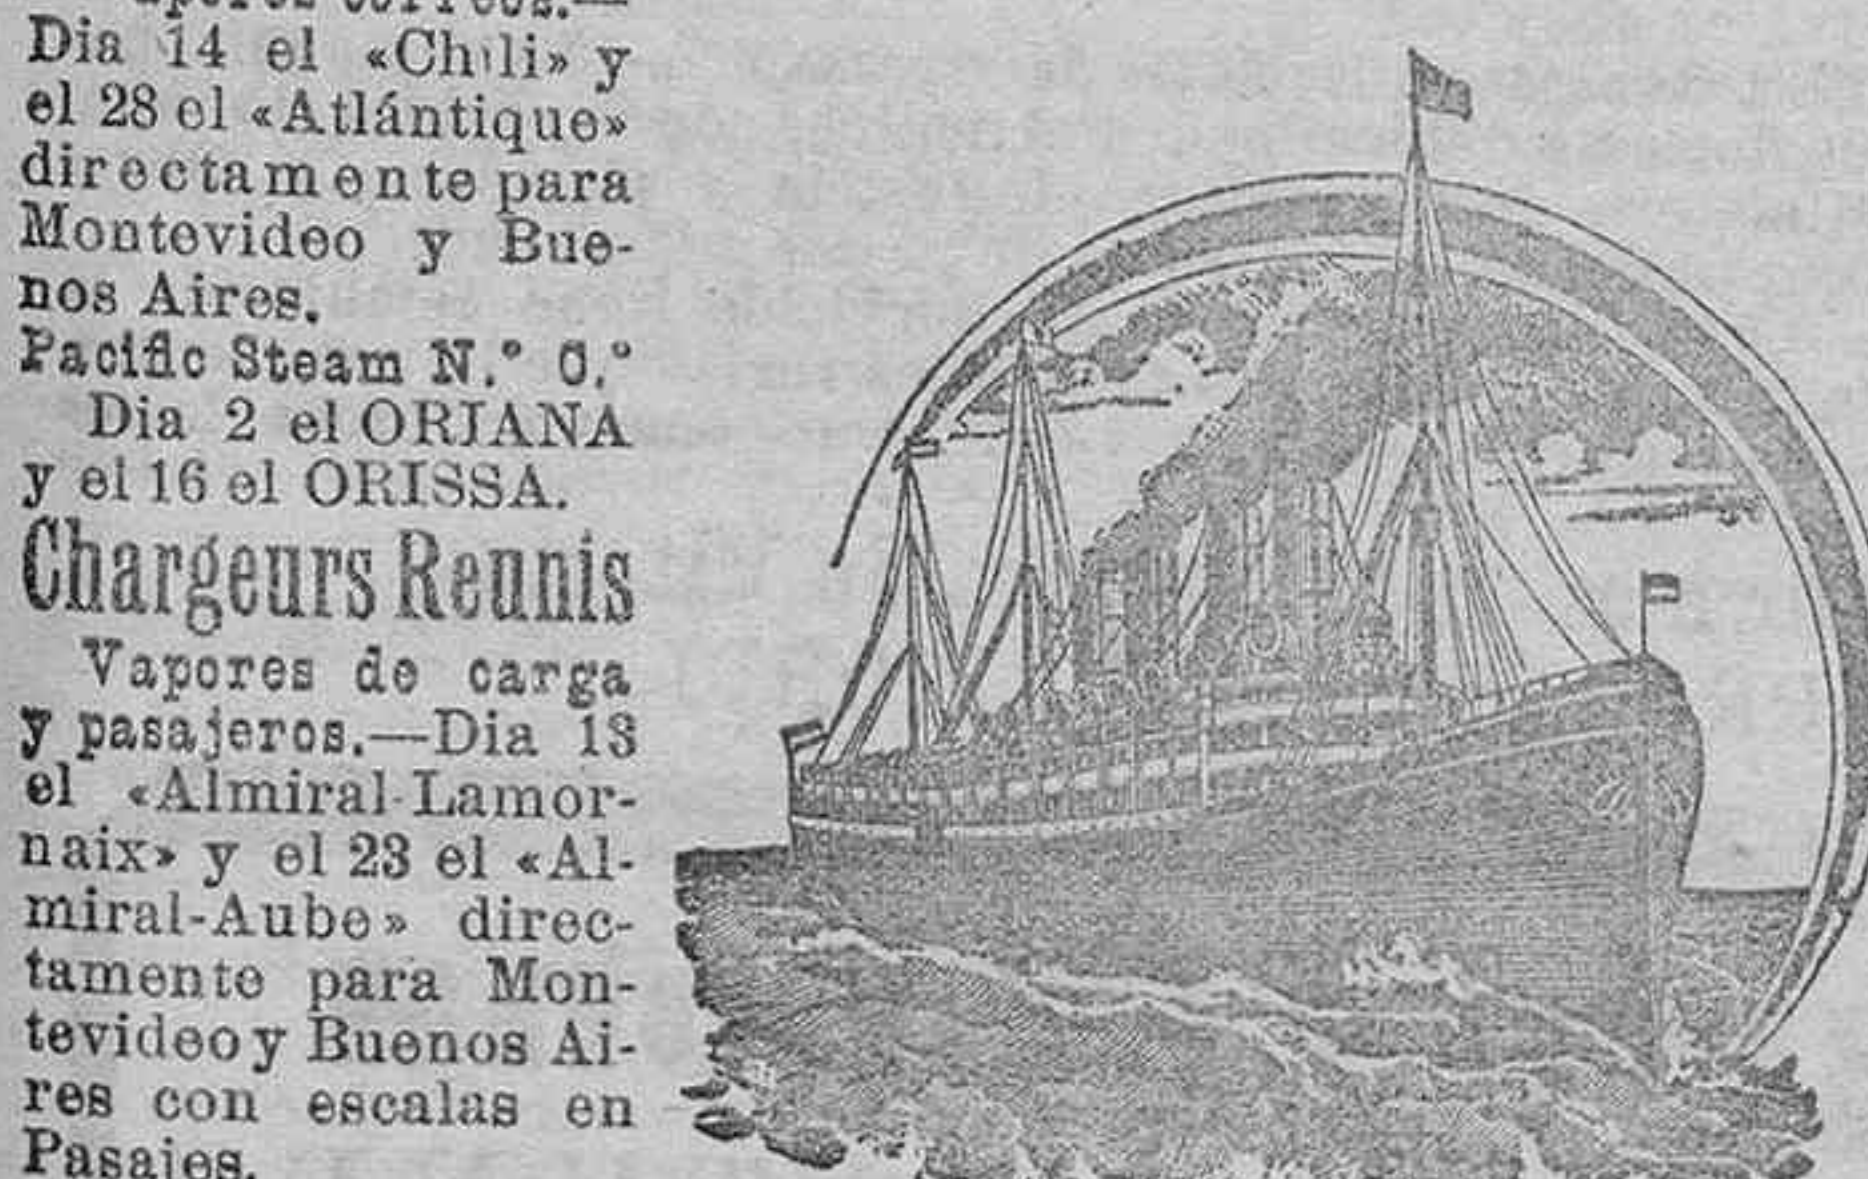 correos.—
Dia 14 el «Chili» y
el 28 el «Atlántique»
directamente para
Montevideo y Bue-
nos Aires.
Pacific Steam N.º C.º
Dia 2 el ORIANA
y el 16 el ORISSA.
Chargeurs Reunis
Vapores de carga
y pasajeros.—Dia 13
el «Almiral-Lamor-
naix» y el 23 el «Al-
miral-Aube» direc-
tamente para Mon-
tevideo y Buenos Ai-
res con escalas en
Pasajes.